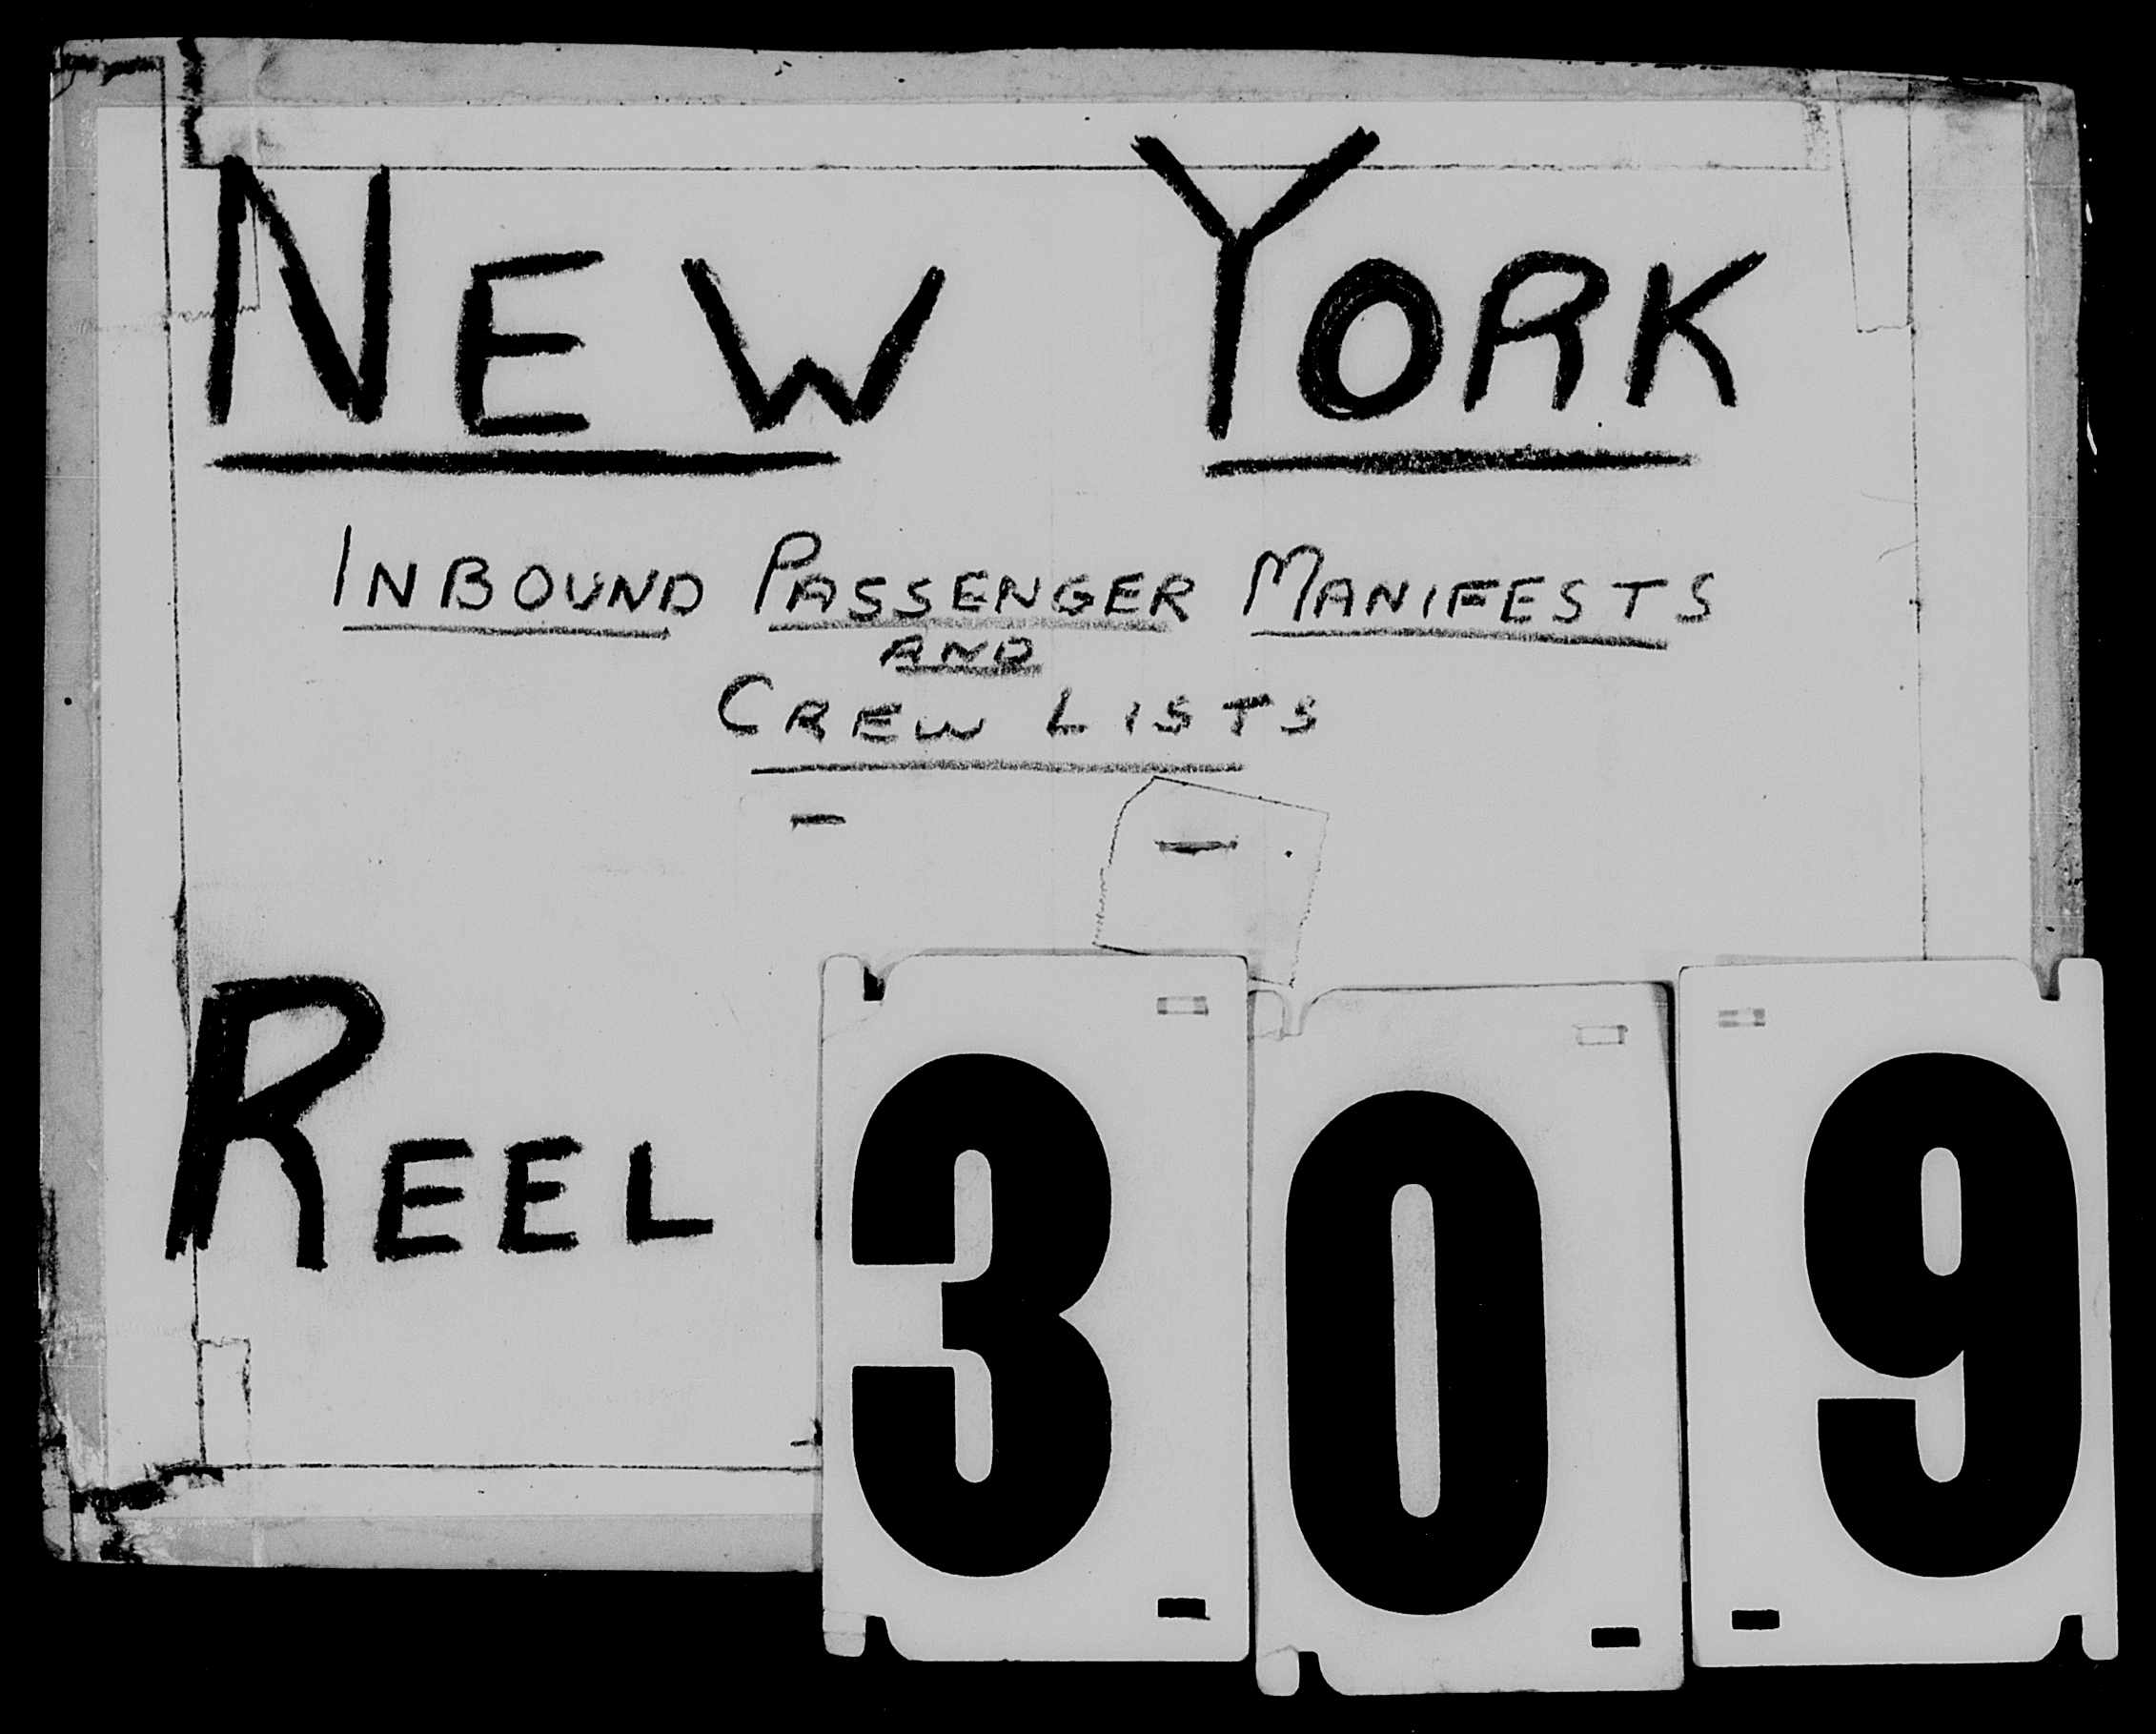 NEW YORK
INBOUND PASSENGER MANIFESTS
AND
CREW LISTS
REEL 309